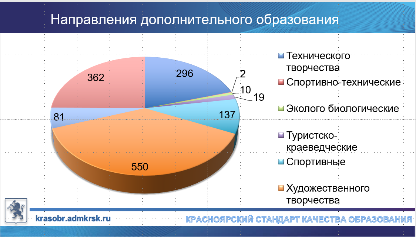 Направления дополнительного образования
296
2
10
19
137
550
81
362
Технического
творчества
Спортивно-технические
Эколого биологические
Туристско-
краеведческие
Спортивные
Художественного
творчества
krasobr.admkrsk.ru
КРАСНОЯРСКИЙ СТАНДАРТ КАЧЕСТВА ОБРАЗОВАНИЯ